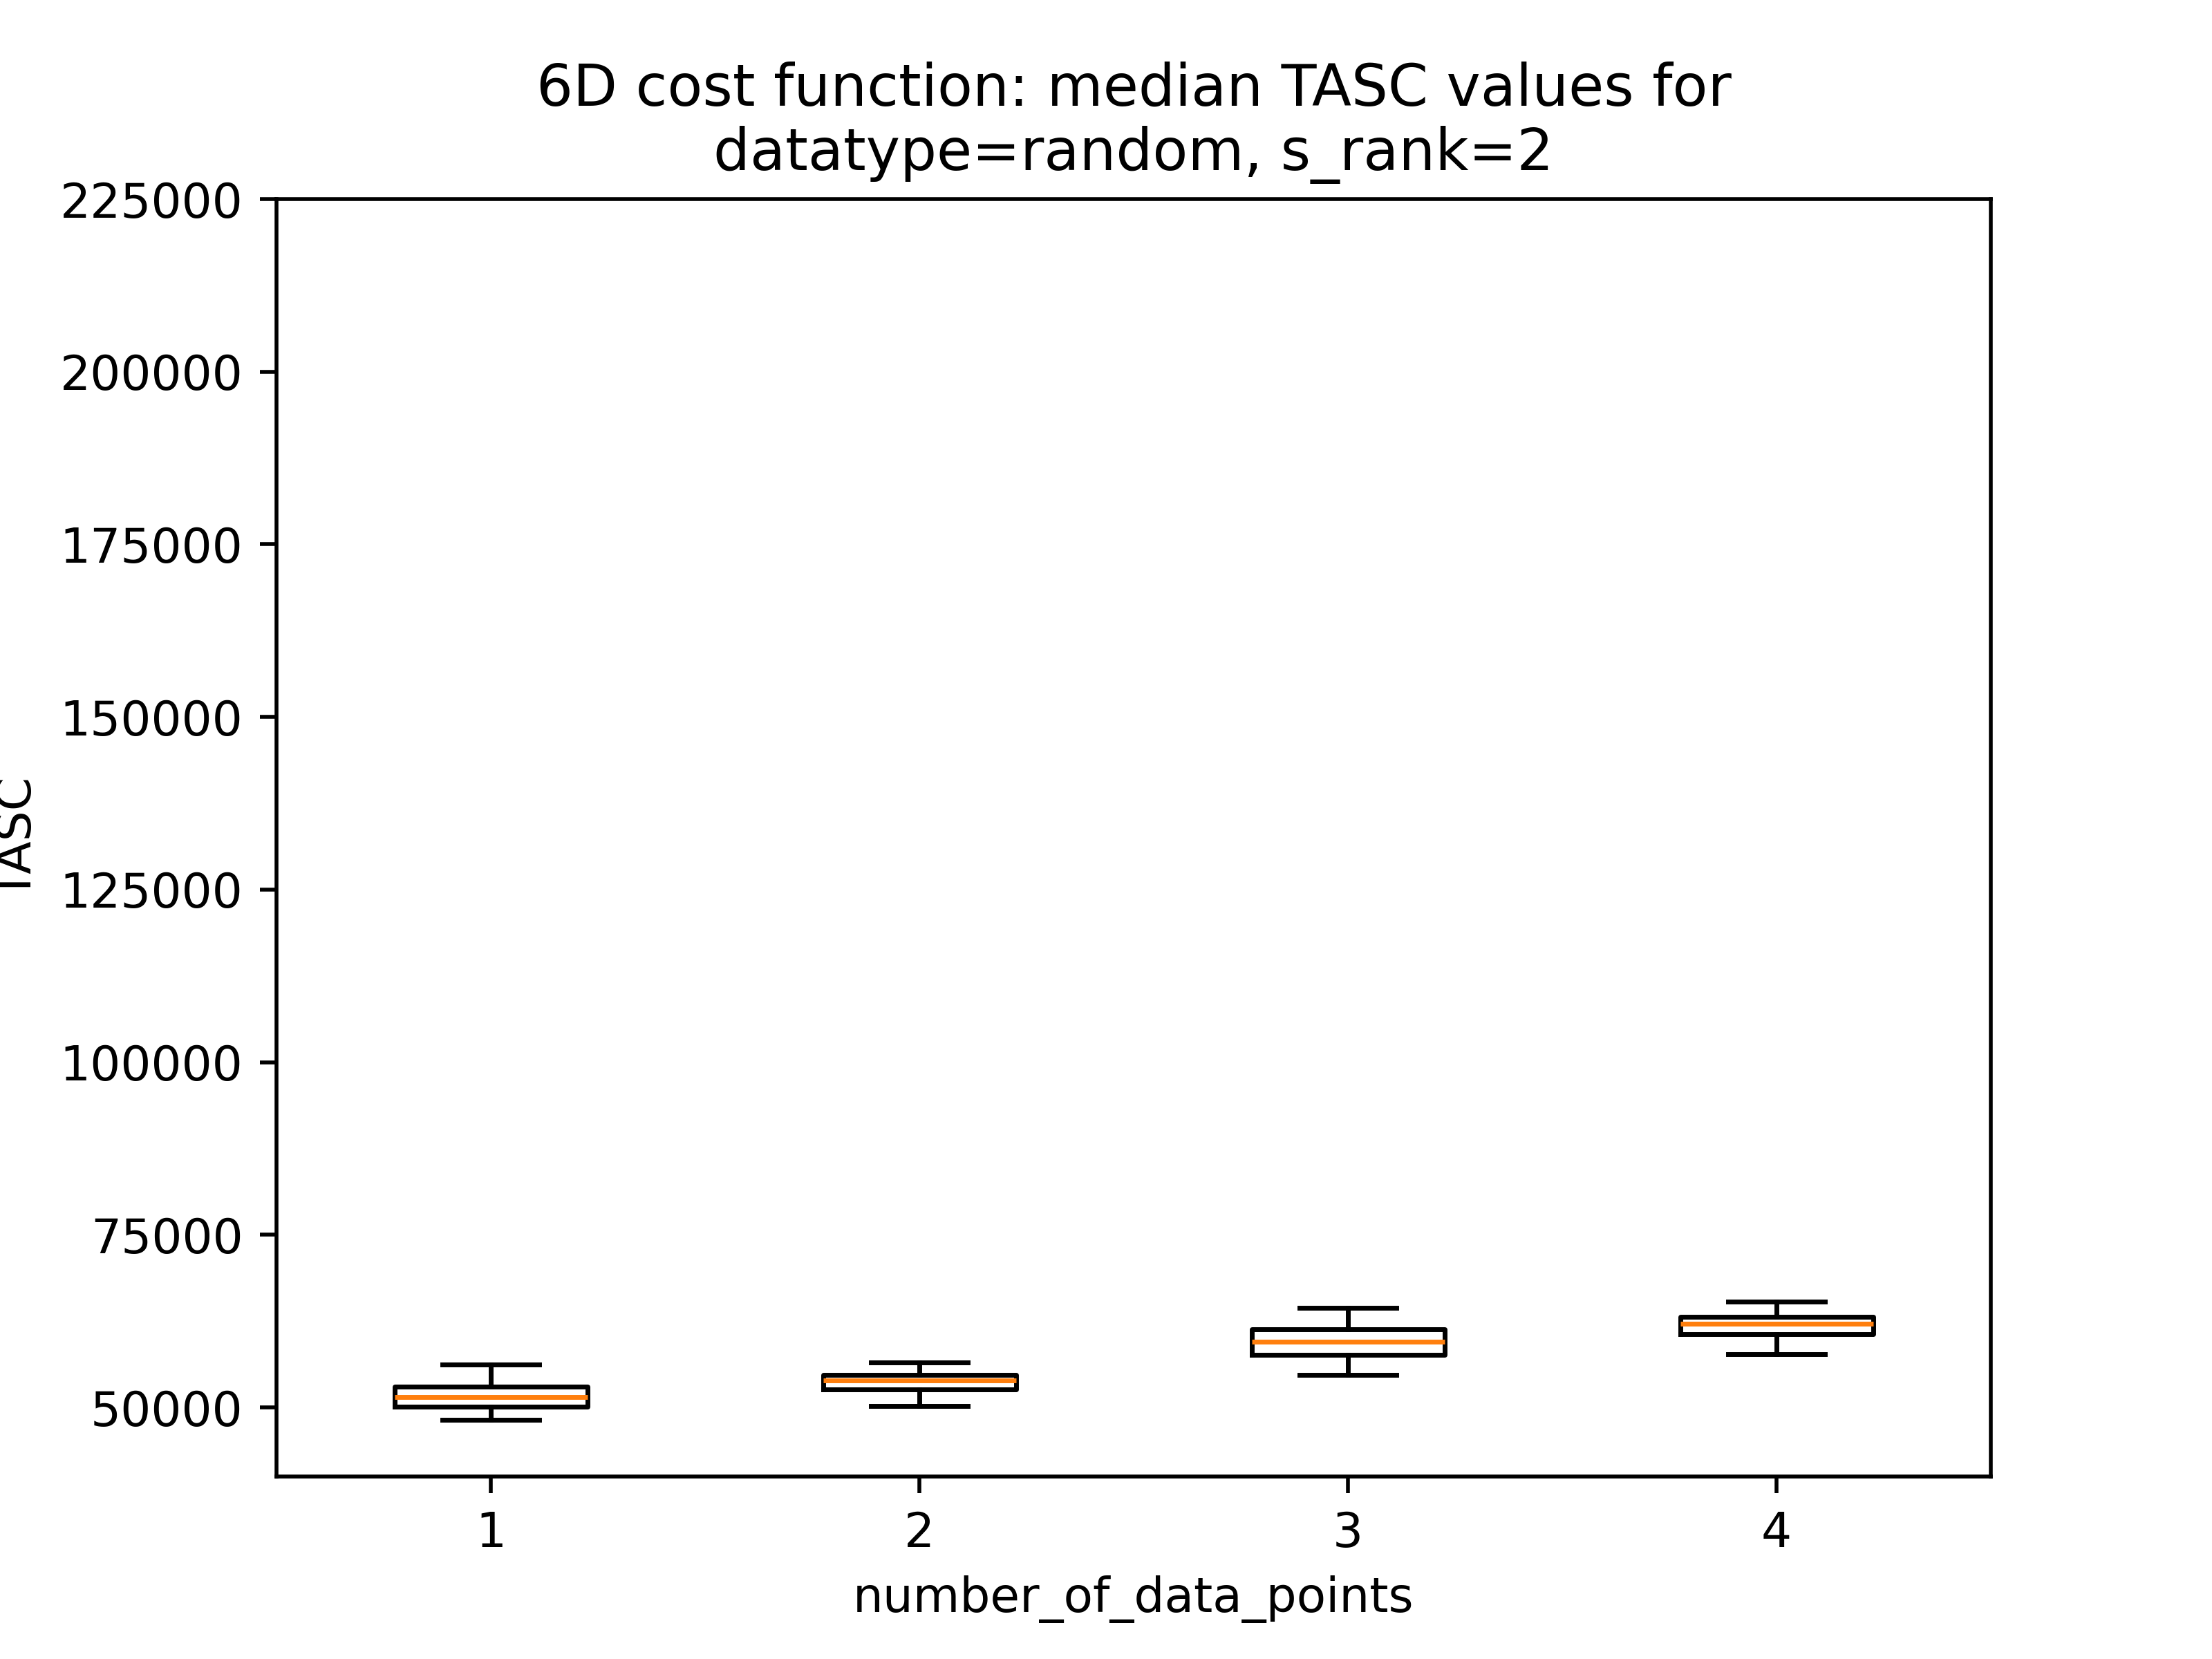 6D cost function: median TASC values for
datatype=random, s_rank=2
225000
200000
175000
150000
125000
100000
75000
50000
TASC
1 2 3 4
number_of_data_points